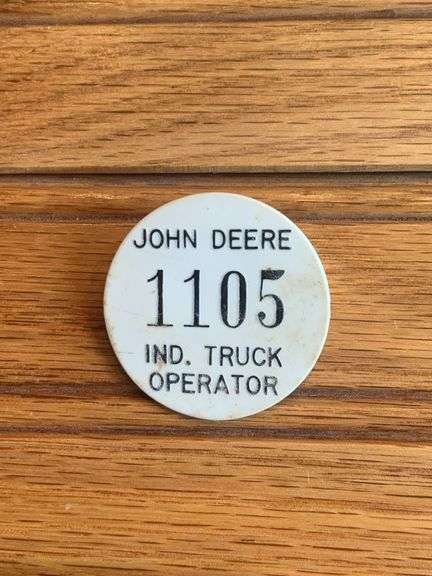 JOHN DEERE
1105
IND. TRUCK
OPERATOR